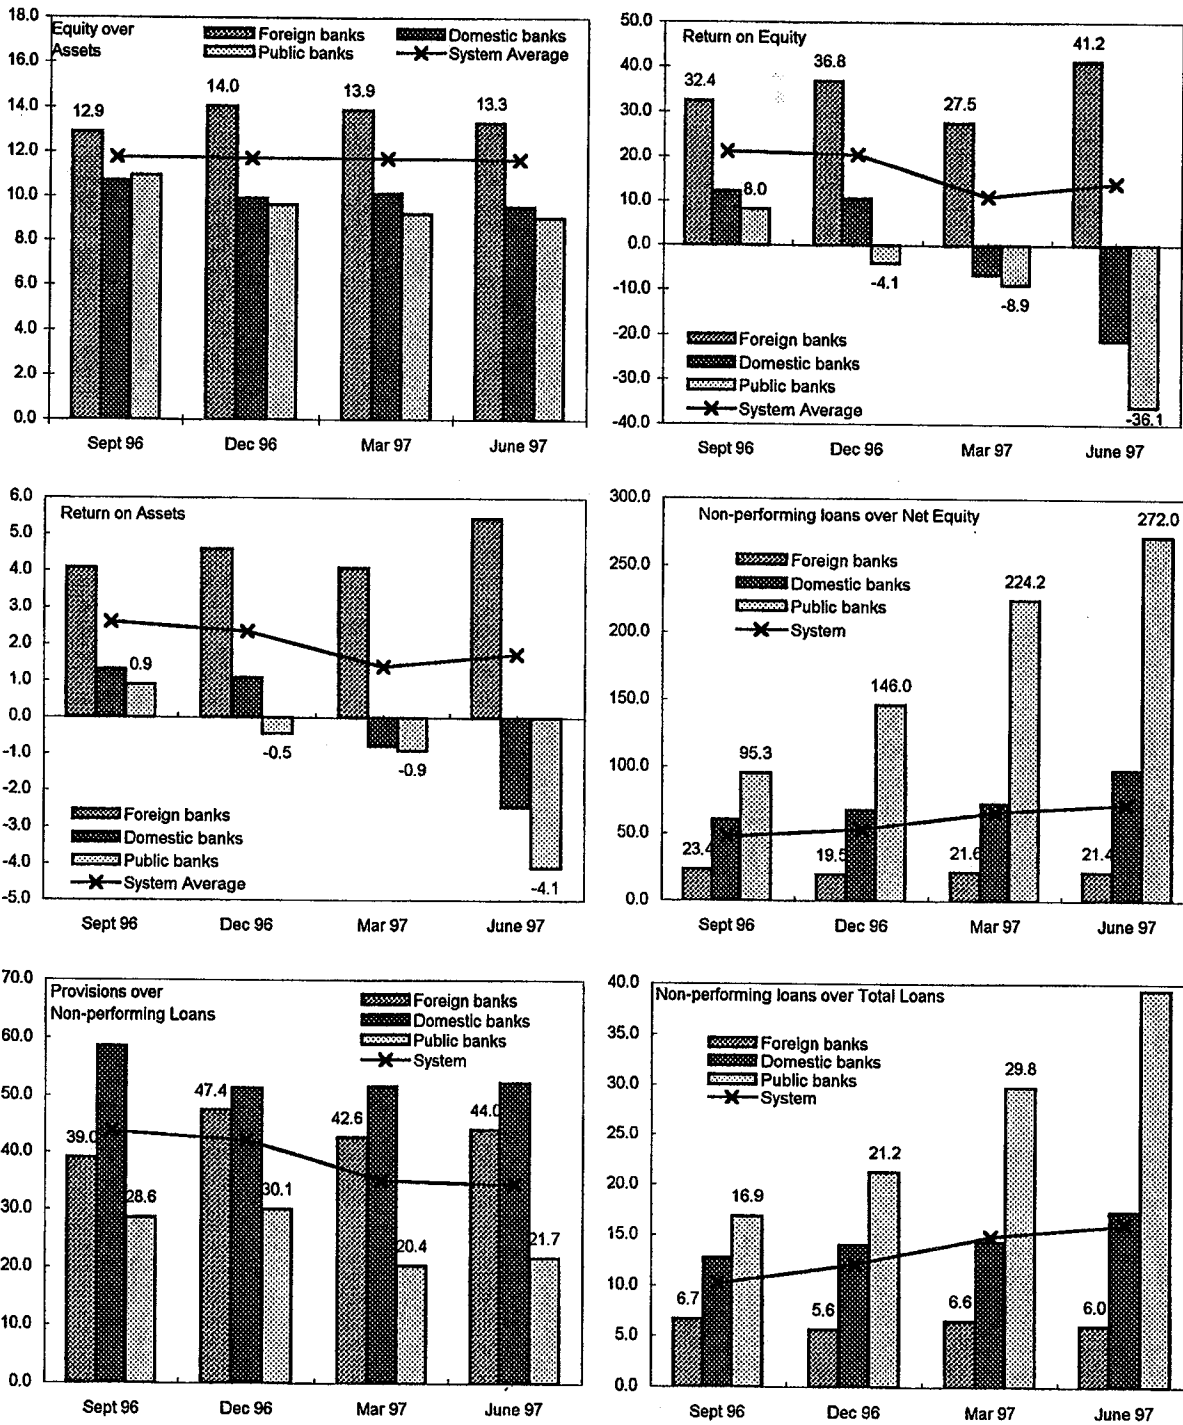 Equity over
Assets
Foreign banks
Domestic banks
Public banks
System Average
18.0
16.0
14.0
12.0
10.0
8.0
6.0
4.0
2.0
0.0
12.9
14.0
13.9
13.3
Sept 96
Dec 96
Mar 97
June 97
Return on Equity
50.0
40.0
30.0
20.0
10.0
0.0
-10.0
-20.0
-30.0
-40.0
32.4
36.8
27.5
41.2
8.0
-4.1
-8.9
-36.1
Foreign banks
Domestic banks
Public banks
System Average
Sept 96
Dec 96
Mar 97
June 97
Return on Assets
6.0
5.0
4.0
3.0
2.0
1.0
0.0
-1.0
-2.0
-3.0
-4.0
-5.0
0.9
-0.5
-0.9
-4.1
Foreign banks
Domestic banks
Public banks
System Average
Sept 96
Dec 96
Mar 97
June 97
Non-performing loans over Net Equity
Foreign banks
Domestic banks
Public banks
System
300.0
250.0
200.0
150.0
100.0
50.0
0.0
23.4
95.3
19.5
146.0
21.6
224.2
21.4
272.0
Sept 96
Dec 96
Mar 97
June 97
Provisions over
Non-performing Loans
Foreign banks
Domestic banks
Public banks
System
70.0
60.0
50.0
40.0
30.0
20.0
10.0
0.0
39.0
28.6
47.4
30.1
42.6
20.4
44.0
21.7
Sept 96
Dec 96
Mar 97
June 97
Non-performing loans over Total Loans
Foreign banks
Domestic banks
Public banks
System
40.0
35.0
30.0
25.0
20.0
15.0
10.0
5.0
0.0
6.7
16.9
5.6
21.2
6.6
29.8
6.0
Sept 96
Dec 96
Mar 97
June 97